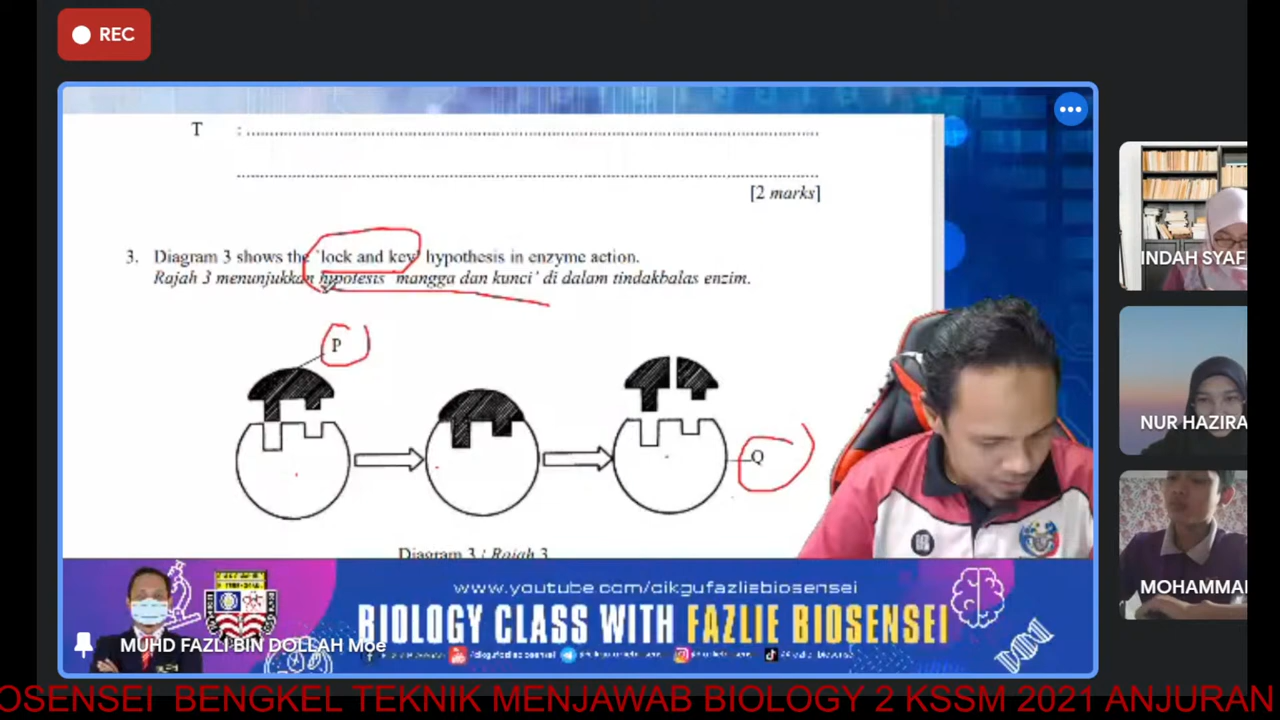 REC
T : ........................................
........................................
[2 marks]
3. Diagram 3 shows the 'lock and key' hypothesis in enzyme action.
Rajah 3 menunjukkan hipotesis 'mangga dan kunci' di dalam tindakbalas enzim.
P
Q
Diagram 3 / Rajah 3
INDAH SYAF
NUR HAZIRA
MOHAMMA
www.youtube.com/cikgufazliebiosensei
BIOLOGY CLASS WITH FAZLIE BIOSENSEI
MUHD FAZLI BIN DOLLAH Moe
OSENSEI BENGKEL TEKNIK MENJAWAB BIOLOGY 2 KSSM 2021 ANJURAN